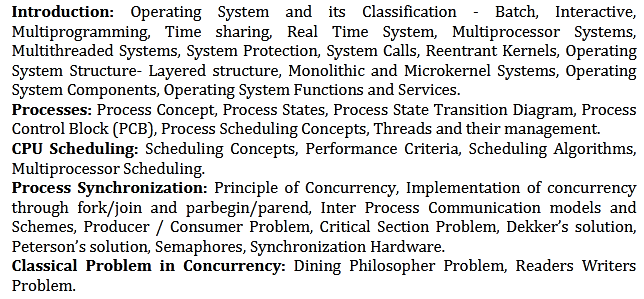 Introduction: Operating System and its Classification - Batch, Interactive,
Multiprogramming, Time sharing, Real Time System, Multiprocessor Systems,
Multithreaded Systems, System Protection, System Calls, Reentrant Kernels, Operating
System Structure- Layered structure, Monolithic and Microkernel Systems, Operating
System Components, Operating System Functions and Services.
Processes: Process Concept, Process States, Process State Transition Diagram, Process
Control Block (PCB), Process Scheduling Concepts, Threads and their management.
CPU Scheduling: Scheduling Concepts, Performance Criteria, Scheduling Algorithms,
Multiprocessor Scheduling.
Process Synchronization: Principle of Concurrency, Implementation of concurrency
through fork/join and parbegin/parend, Inter Process Communication models and
Schemes, Producer / Consumer Problem, Critical Section Problem, Dekker’s solution,
Peterson’s solution, Semaphores, Synchronization Hardware.
Classical Problem in Concurrency: Dining Philosopher Problem, Readers Writers
Problem.